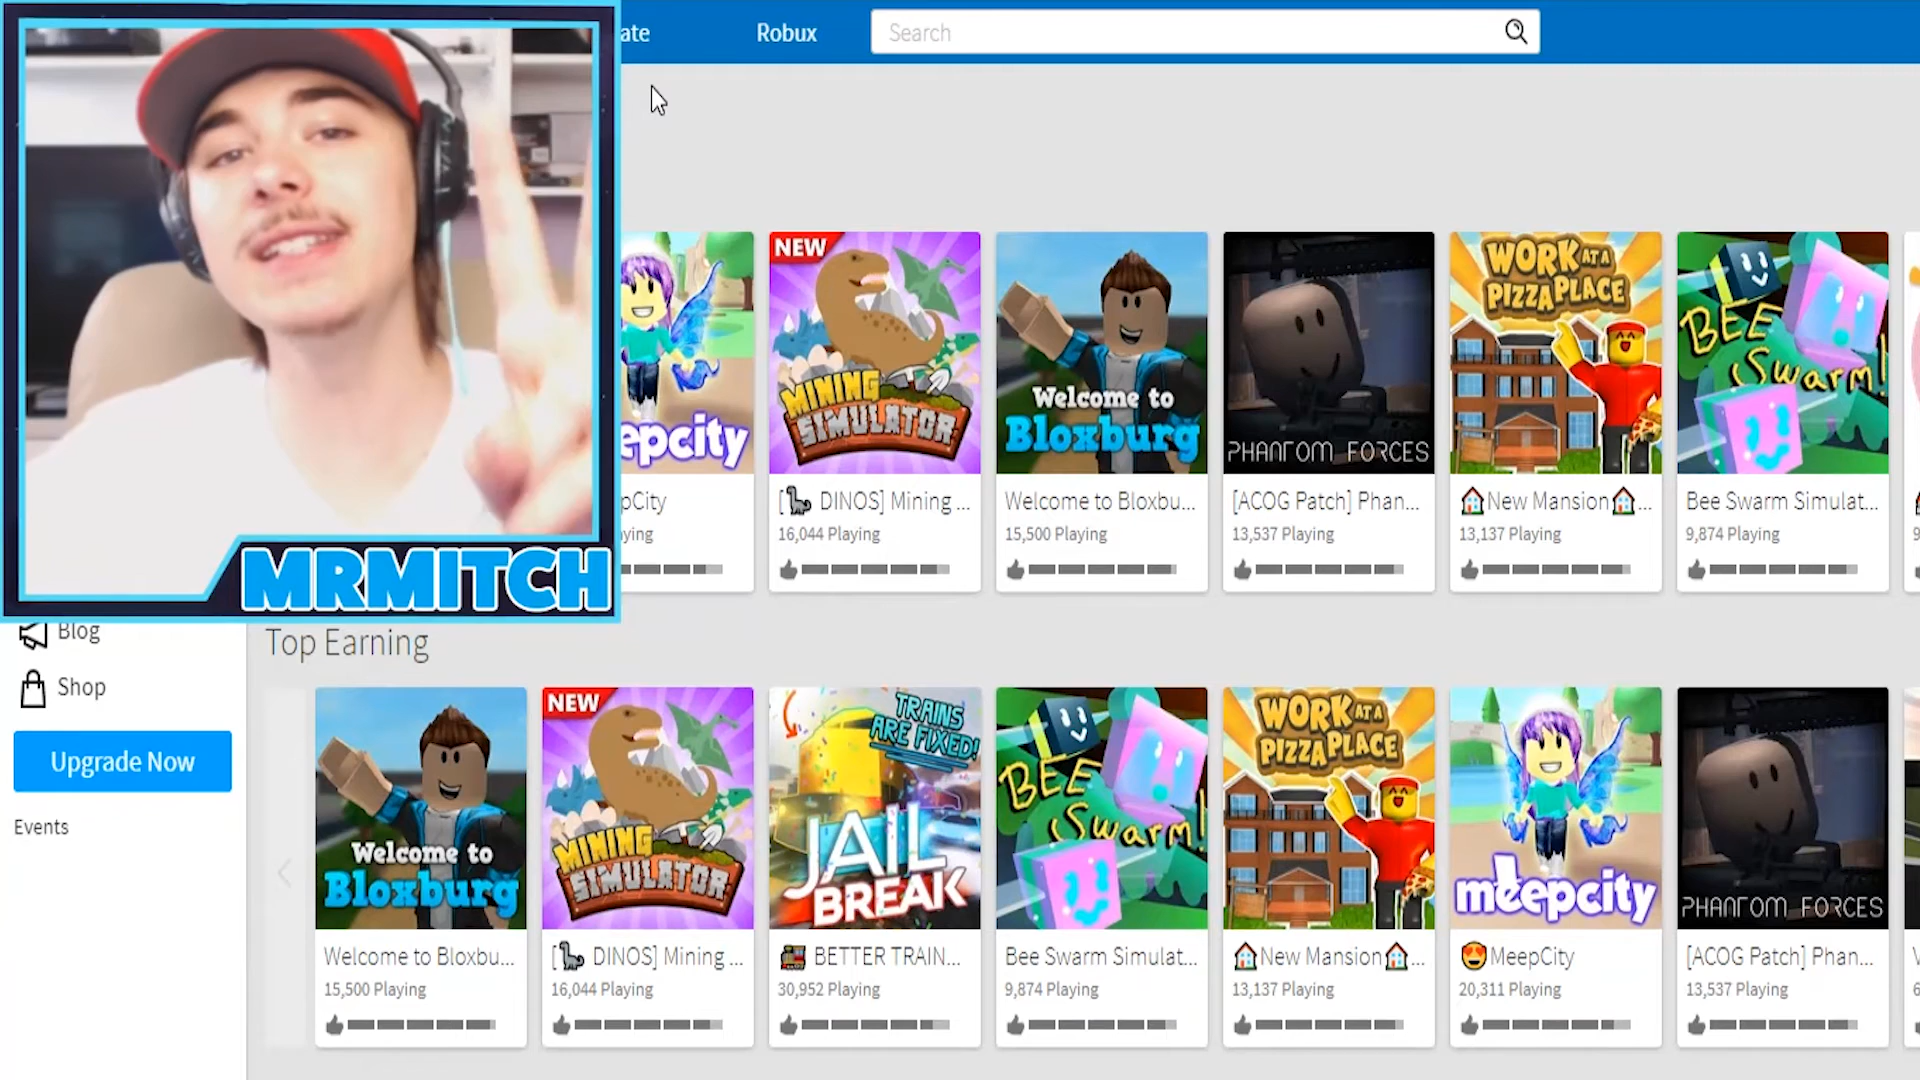 ate
Robux
Search
epcity
NEW
MINING
SIMULATOR
Welcome to
Bloxburg
PHANTOM FORCES
WORK AT A
PIZZA PLACE
BEE
Swarm!
pCity
[🦕 DINOS] Mining ...
Welcome to Bloxbu...
[ACOG Patch] Phan...
🏠New Mansion🏠...
Bee Swarm Simulat...
ying
16,044 Playing
15,500 Playing
13,537 Playing
13,137 Playing
9,874 Playing
9
MRMITCH
Blog
Shop
Upgrade Now
Events
Top Earning
Welcome to
Bloxburg
NEW
MINING
SIMULATOR
TRAINS
ARE FIXED!
JAIL
BREAK
BEE
Swarm!
WORK AT A
PIZZA PLACE
meepcity
PHANTOM FORCES
Welcome to Bloxbu...
[🦕 DINOS] Mining ...
🚂 BETTER TRAIN...
Bee Swarm Simulat...
🏠New Mansion🏠...
😍MeepCity
[ACOG Patch] Phan...
V
15,500 Playing
16,044 Playing
30,952 Playing
9,874 Playing
13,137 Playing
20,311 Playing
13,537 Playing
6